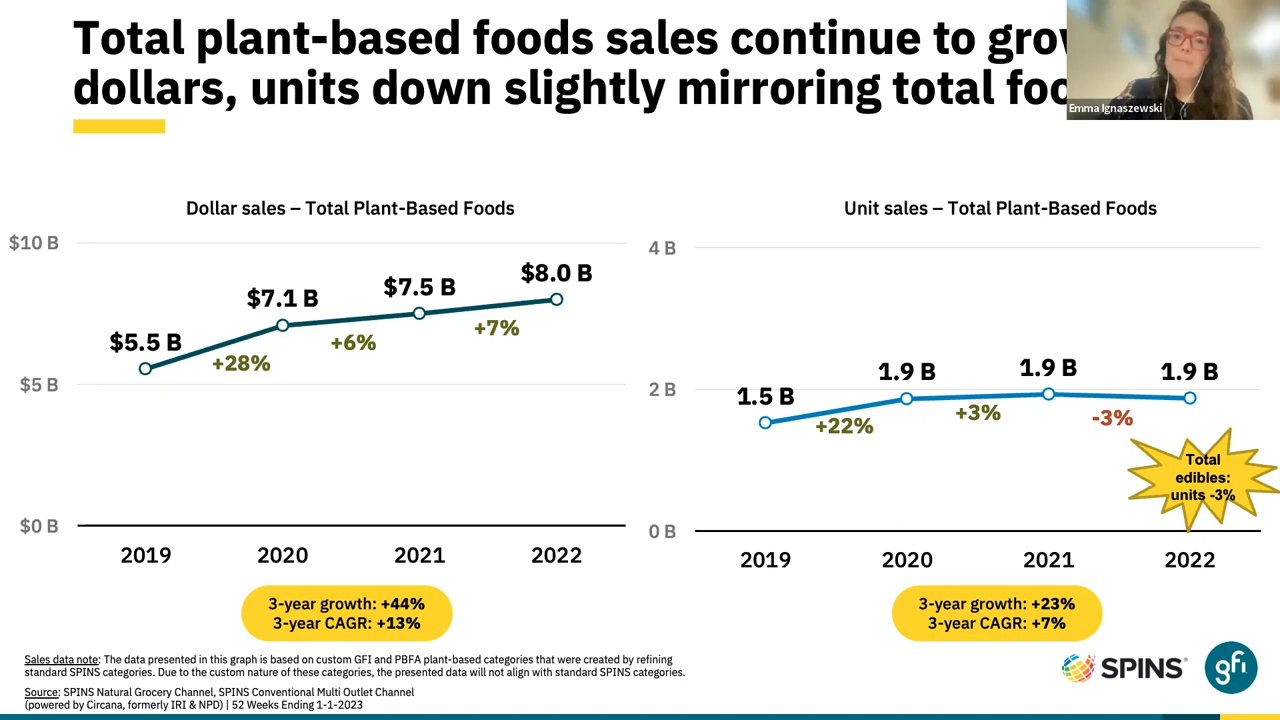 Total plant-based foods sales continue to
dollars, units down slightly mirroring total
Emma Ignaszewski
Dollar sales – Total Plant-Based Foods
$10 B
$5 B
$0 B
$5.5 B
$7.1 B
$7.5 B
$8.0 B
+28%
+6%
+7%
2019
2020
2021
2022
3-year growth: +44%
3-year CAGR: +13%
Unit sales – Total Plant-Based Foods
4 B
2 B
0 B
1.5 B
1.9 B
1.9 B
1.9 B
+22%
+3%
-3%
Total
edibles:
units -3%
2019
2020
2021
2022
3-year growth: +23%
3-year CAGR: +7%
Sales data note: The data presented in this graph is based on custom GFI and PBFA plant-based categories that were created by refining
standard SPINS categories. Due to the custom nature of these categories, the presented data will not align with standard SPINS categories.
Source: SPINS Natural Grocery Channel, SPINS Conventional Multi Outlet Channel
(powered by Circana, formerly IRI & NPD) | 52 Weeks Ending 1-1-2023
SPINS
gfi